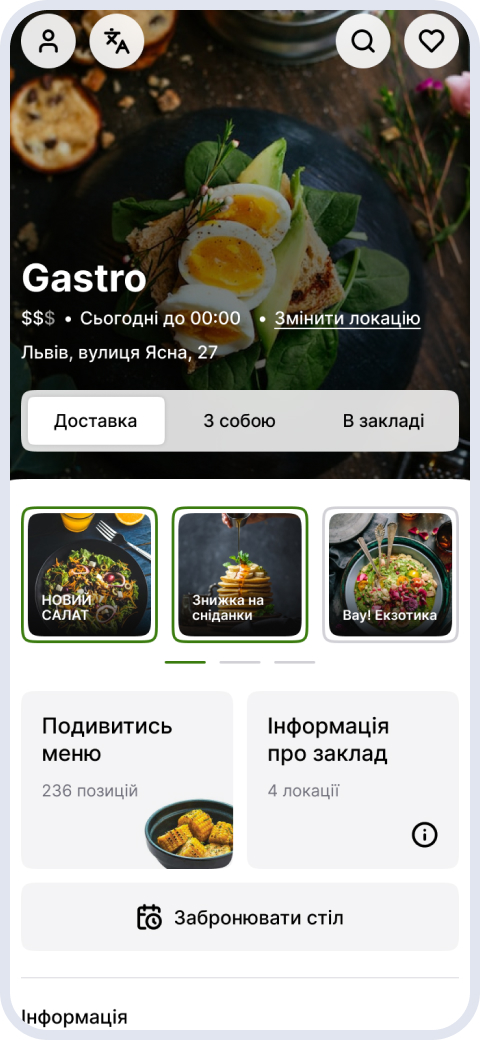 Gastro
$$$ • Сьогодні до 00:00 • Змінити локацію
Львів, вулиця Ясна, 27
Доставка З собою В закладі
НОВИЙ
САЛАТ
Знижка на
сніданки
Вау! Екзотика
Подивитись
меню
236 позицій
Інформація
про заклад
4 локації
Забронювати стіл
Інформація